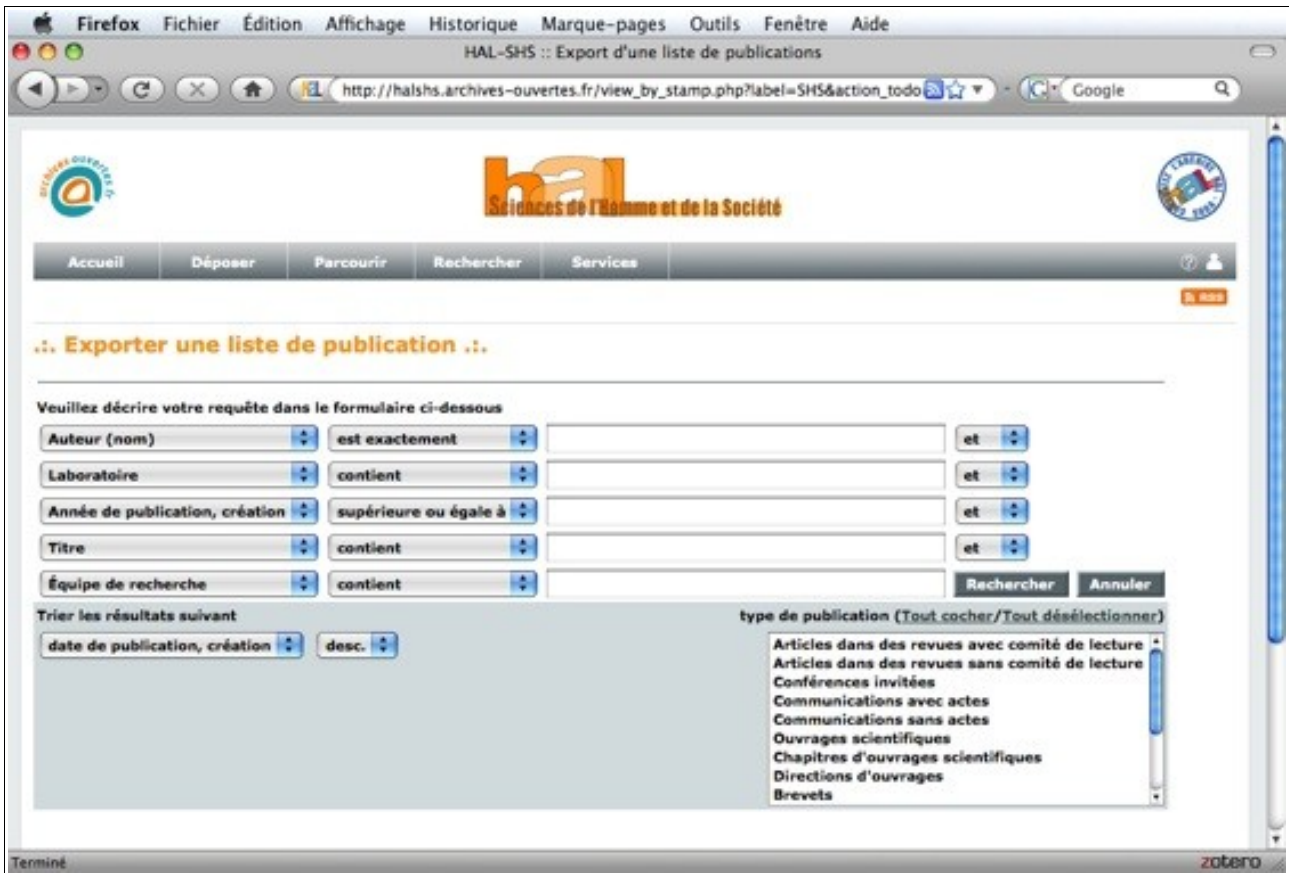 Firefox Fichier Édition Affichage Historique Marque-pages Outils Fenêtre Aide
HAL-SHS :: Export d'une liste de publications
http://halshs.archives-ouvertes.fr/view_by_stamp.php?label=SHS&action_todo
Google
archives-ouvertes.fr
hal
Sciences de l'Homme et de la Société
Accueil Déposer Parcourir Rechercher Services
RSS
.:. Exporter une liste de publication .:.
Veuillez décrire votre requête dans le formulaire ci-dessous
Auteur (nom) est exactement et
Laboratoire contient et
Année de publication, création supérieure ou égale à et
Titre contient et
Équipe de recherche contient Rechercher Annuler
Trier les résultats suivant type de publication (Tout cocher/Tout désélectionner)
date de publication, création desc.
Articles dans des revues avec comité de lecture
Articles dans des revues sans comité de lecture
Conférences invitées
Communications avec actes
Communications sans actes
Ouvrages scientifiques
Chapitres d'ouvrages scientifiques
Directions d'ouvrages
Brevets
Terminé zotero